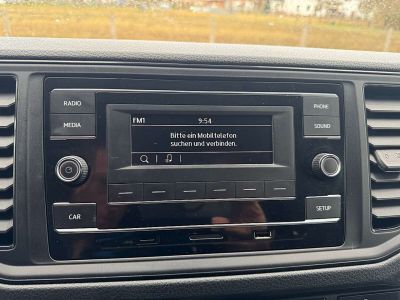 RADIO
MEDIA
CAR
FM1 9:54
Bitte ein Mobiltelefon
suchen und verbinden.
PHONE
SOUND
SETUP